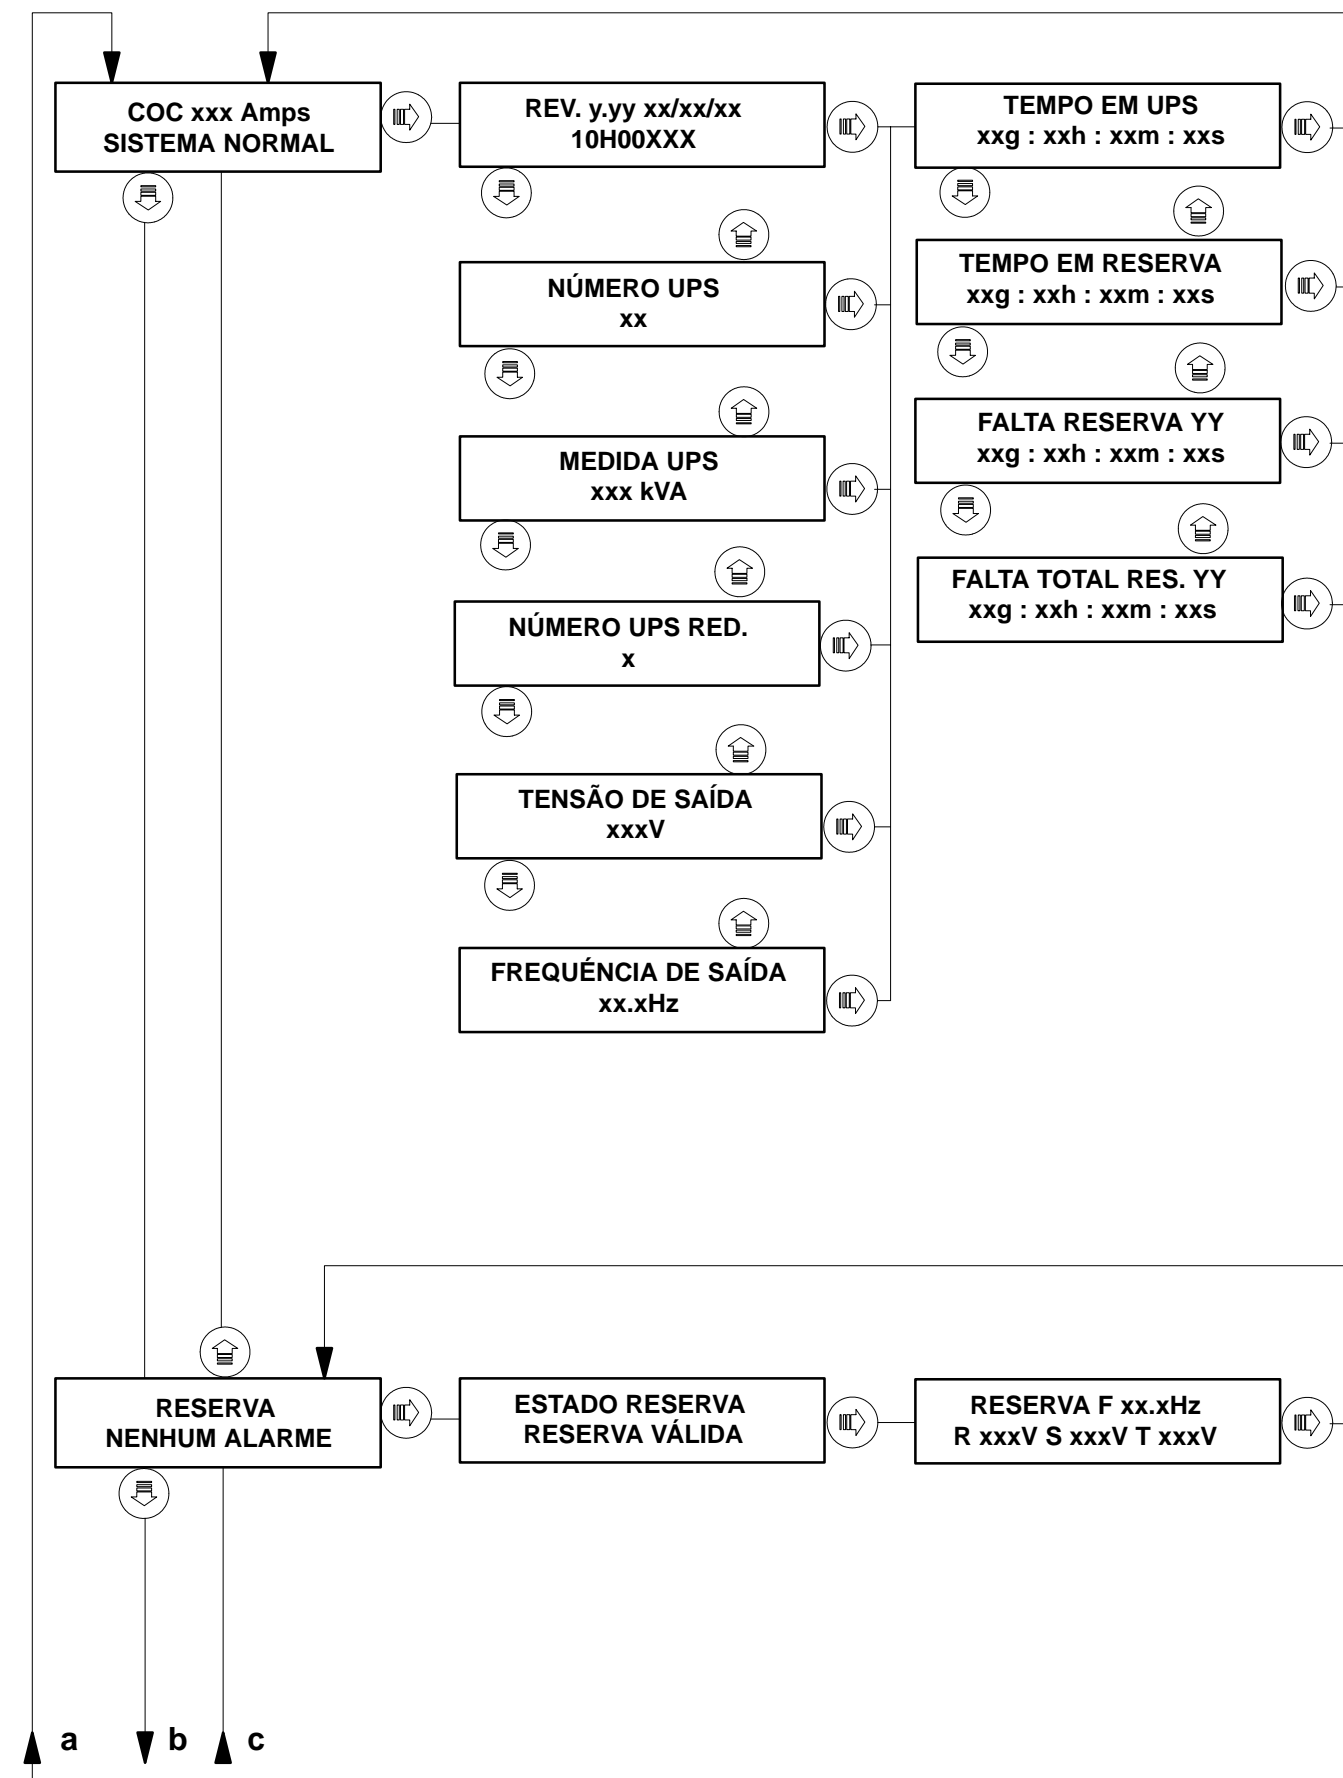 COC xxx Amps
SISTEMA NORMAL
REV. y.yy xx/xx/xx
10H00XXX
NÚMERO UPS
xx
MEDIDA UPS
xxx kVA
NÚMERO UPS RED.
x
TENSÃO DE SAÍDA
xxxV
FREQUÉNCIA DE SAÍDA
xx.xHz
TEMPO EM UPS
xxg : xxh : xxm : xxs
TEMPO EM RESERVA
xxg : xxh : xxm : xxs
FALTA RESERVA YY
xxg : xxh : xxm : xxs
FALTA TOTAL RES. YY
xxg : xxh : xxm : xxs
RESERVA
NENHUM ALARME
ESTADO RESERVA
RESERVA VÁLIDA
RESERVA F xx.xHz
R xxxV S xxxV T xxxV
a b c